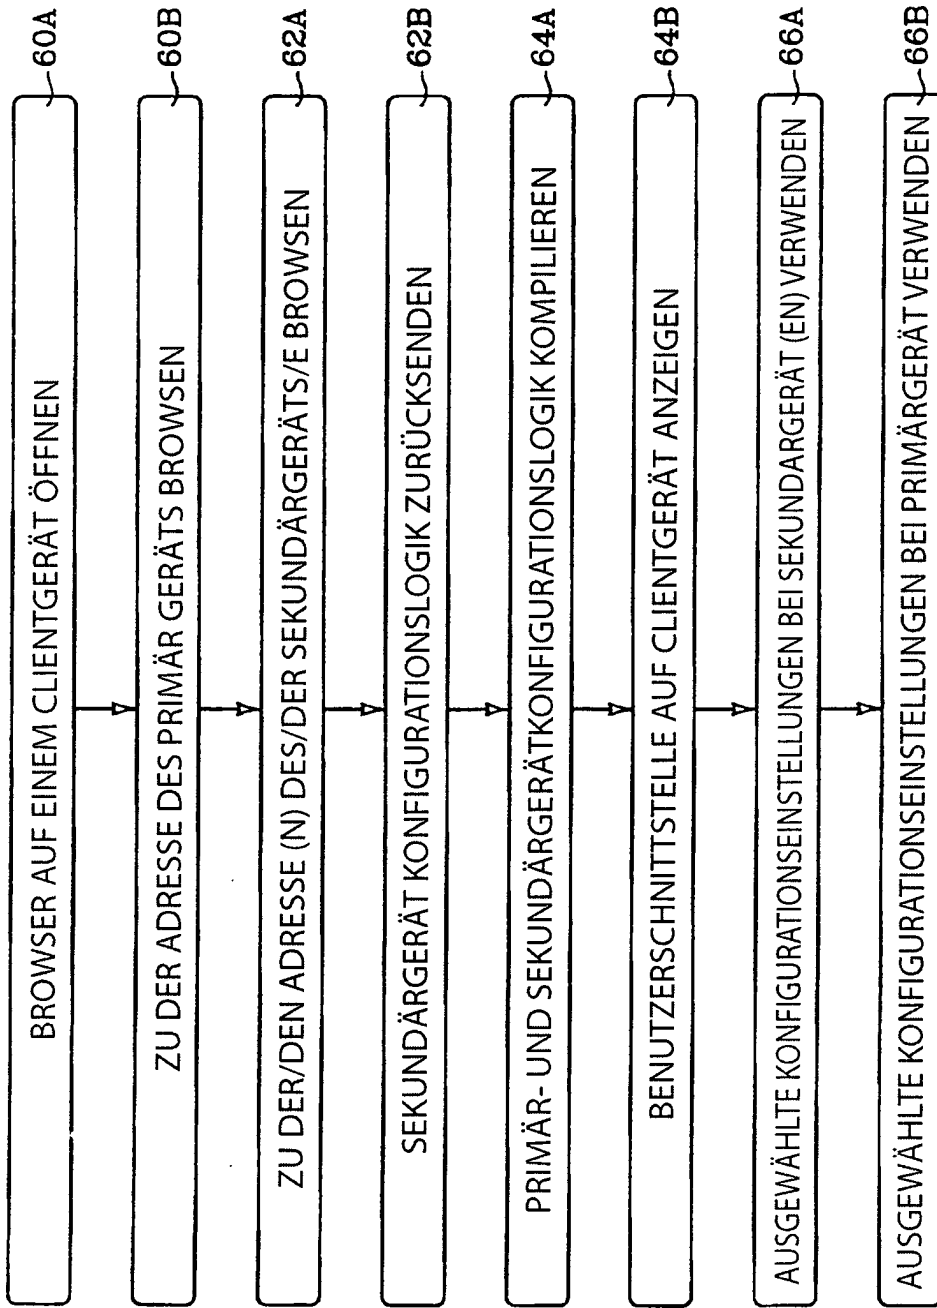 BROWSER AUF EINEM CLIENTGERÄT ÖFFNEN
60A
ZU DER ADRESSE DES PRIMÄR GERÄTS BROWSEN
60B
ZU DER/DEN ADRESSE (N) DES/DER SEKUNDÄRGERÄTS/E BROWSEN
62A
SEKUNDÄRGERÄT KONFIGURATIONSLOGIK ZURÜCKSENDEN
62B
PRIMÄR- UND SEKUNDÄRGERÄTKONFIGURATIONSLOGIK KOMPILIEREN
64A
BENUTZERSCHNITTSTELLE AUF CLIENTGERÄT ANZEIGEN
64B
AUSGEWÄHLTE KONFIGURATIONSEINSTELLUNGEN BEI SEKUNDARGERÄT (EN) VERWENDEN
66A
AUSGEWÄHLTE KONFIGURATIONSEINSTELLUNGEN BEI PRIMÄRGERÄT VERWENDEN
66B